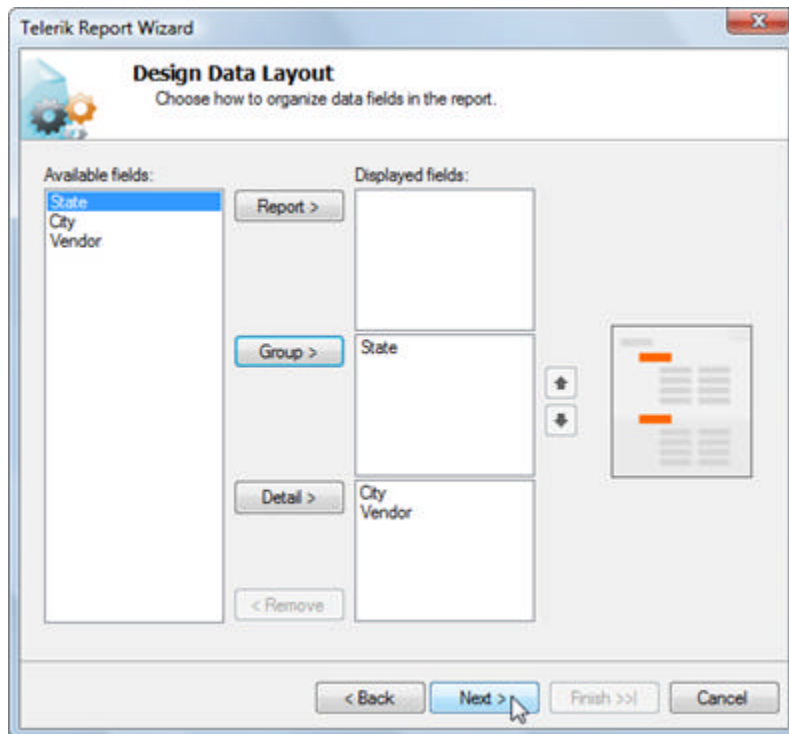 Telerik Report Wizard
Design Data Layout
Choose how to organize data fields in the report.
Available fields:
State
City
Vendor
Report >
Group >
Detail >
< Remove
Displayed fields:
State
City
Vendor
< Back
Next >
Finish >>|
Cancel